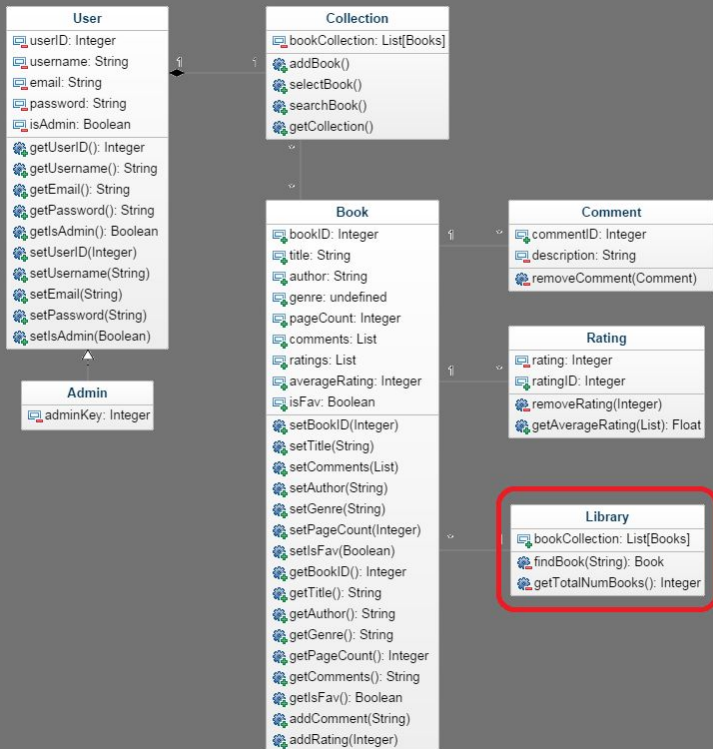 User
userID: Integer
username: String
email: String
password: String
isAdmin: Boolean
getUserID(): Integer
getUsername(): String
getEmail(): String
getPassword(): String
getIsAdmin(): Boolean
setUserID(Integer)
setUsername(String)
setEmail(String)
setPassword(String)
setIsAdmin(Boolean)
Admin
adminKey: Integer
Collection
bookCollection: List[Books]
addBook()
selectBook()
searchBook()
getCollection()
Book
bookID: Integer
title: String
author: String
genre: undefined
pageCount: Integer
comments: List
ratings: List
averageRating: Integer
isFav: Boolean
setBookID(Integer)
setTitle(String)
setComments(List)
setAuthor(String)
setGenre(String)
setPageCount(Integer)
setIsFav(Boolean)
getBookID(): Integer
getTitle(): String
getAuthor(): String
getGenre(): String
getPageCount(): Integer
getComments(): String
getIsFav(): Boolean
addComment(String)
addRating(Integer)
Comment
commentID: Integer
description: String
removeComment(Comment)
Rating
rating: Integer
ratingID: Integer
removeRating(Integer)
getAverageRating(List): Float
Library
bookCollection: List[Books]
findBook(String): Book
getTotalNumBooks(): Integer